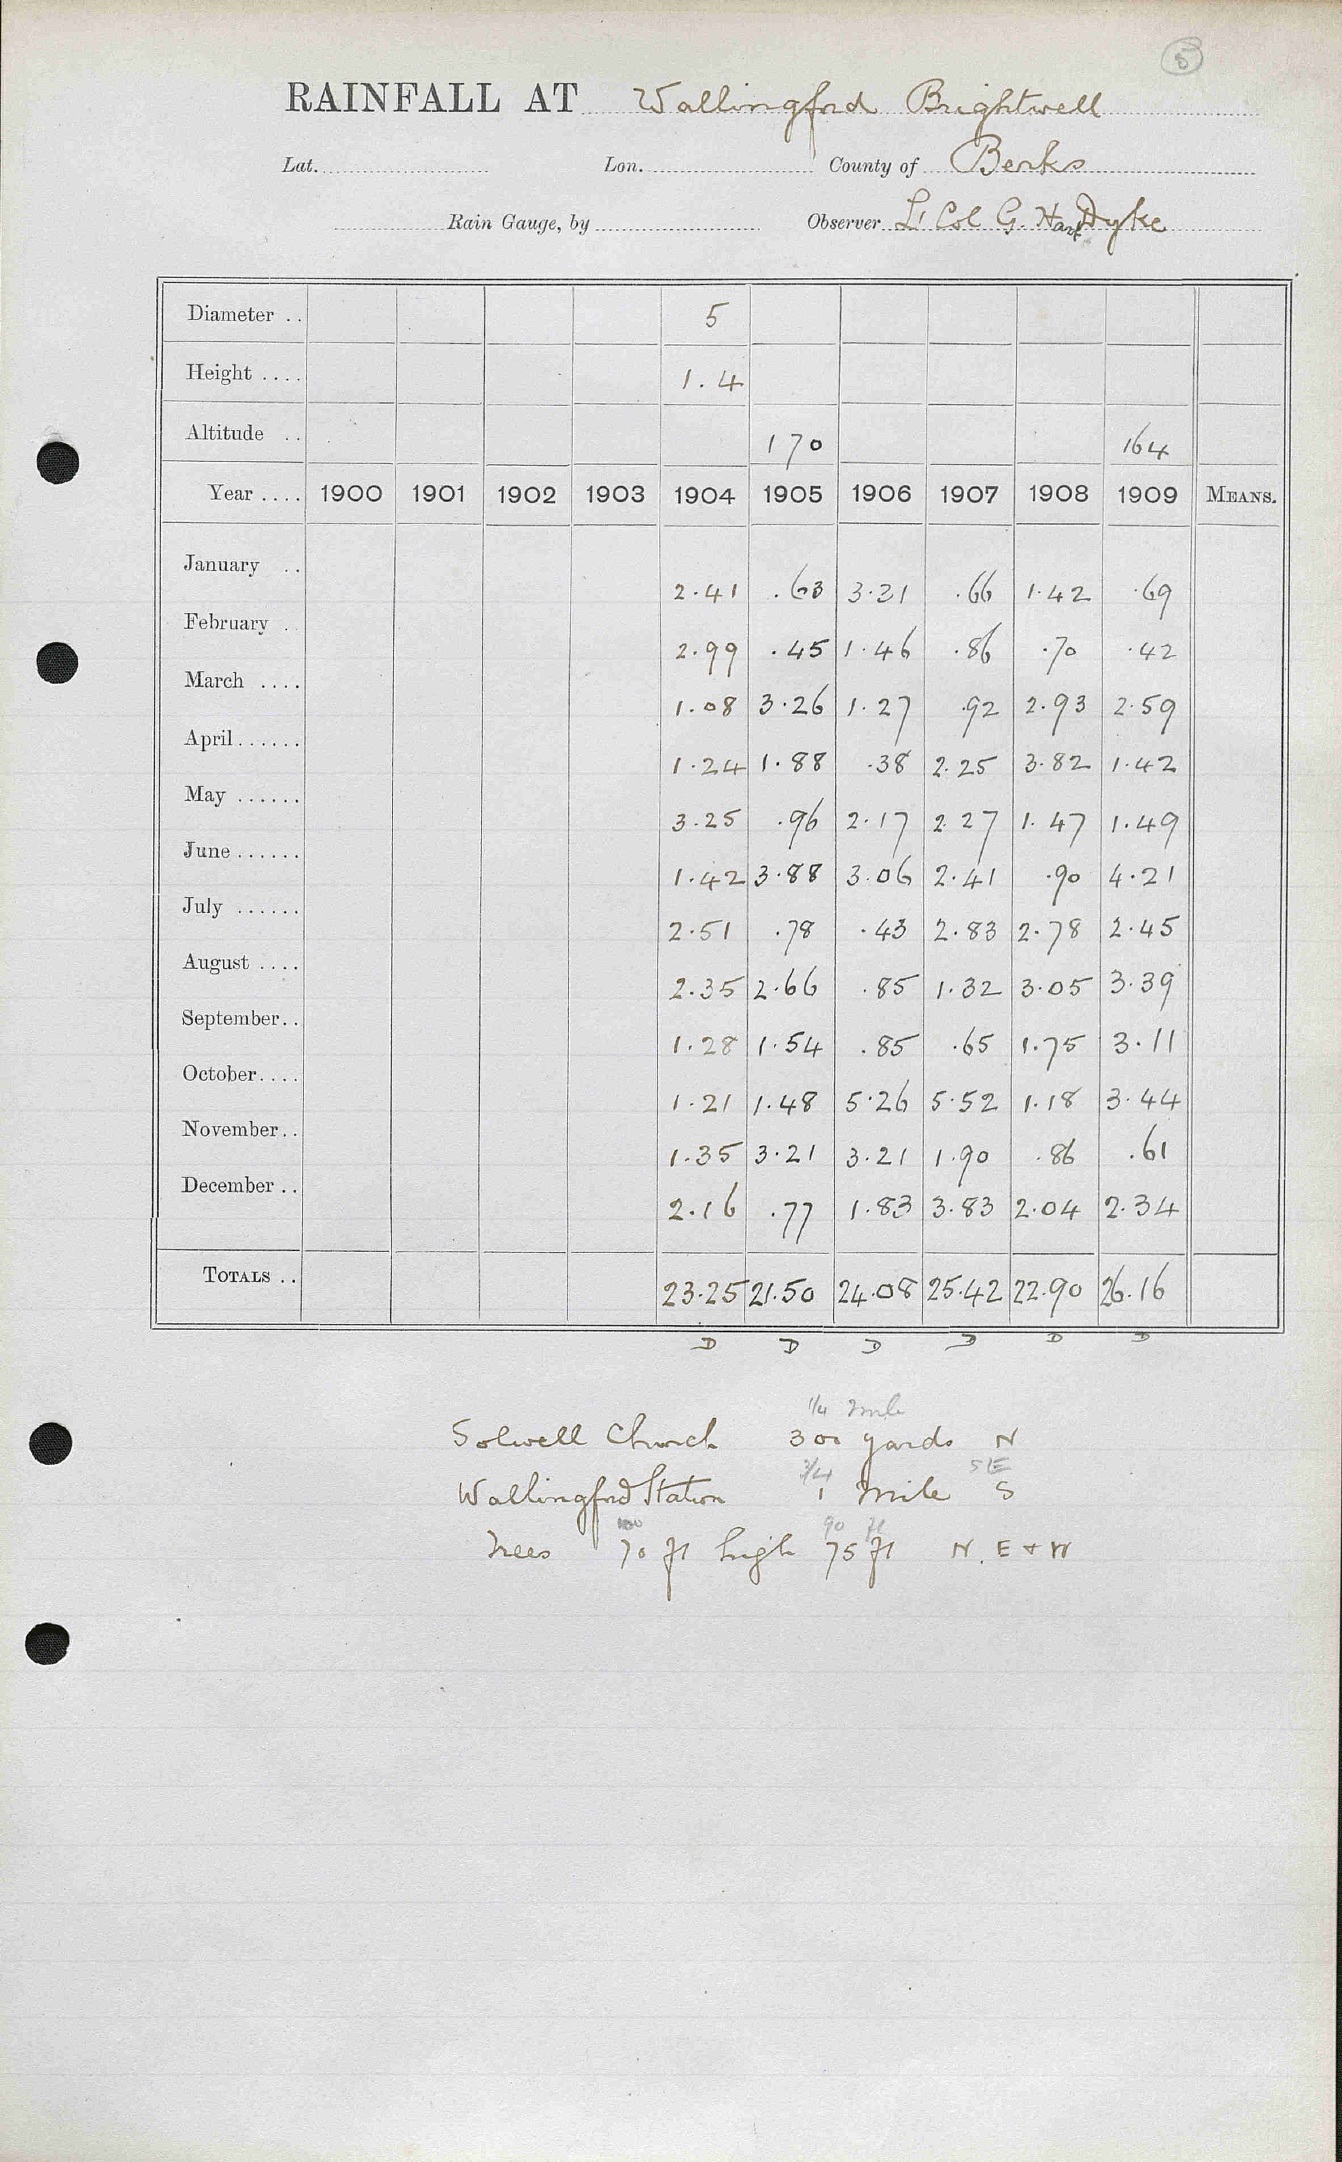 5
RAINFALL AT Wallingford Brightwell
Lat. Lon. County of Berks
Rain Gauge, by Observer Lt Col G. Hart Dyke
Diameter .. 5
Height .... 1.4
Altitude .. 170 164
Year .... 1900 1901 1902 1903 1904 1905 1906 1907 1908 1909 MEANS.
January .. 2.41 .63 3.31 .66 1.42 .69
February . 2.99 .45 1.46 .86 .70 .42
March .... 1.08 3.26 1.27 .92 2.93 2.59
April...... 1.24 1.88 .38 2.25 3.82 1.42
May ...... 3.25 .96 2.17 2.27 1.47 1.49
June...... 1.42 3.88 3.06 2.41 .90 4.21
July ...... 2.51 .78 .43 2.83 2.78 2.45
August .... 2.35 2.66 .85 1.32 3.05 3.39
September.. 1.28 1.54 .85 .65 1.75 3.11
October.... 1.21 1.48 5.26 5.52 1.18 3.44
November.. 1.35 3.21 3.21 1.90 .86 .61
December .. 2.16 .77 1.83 3.83 2.04 2.34
TOTALS .. 23.25 21.50 24.08 25.42 22.90 26.16
D D D D D D
1/4 mile
Solwell Church 300 yards N
3/4 SE
Wallingford Station 1 mile S
100 90 ft
Trees 70 ft high 75 ft N. E + W